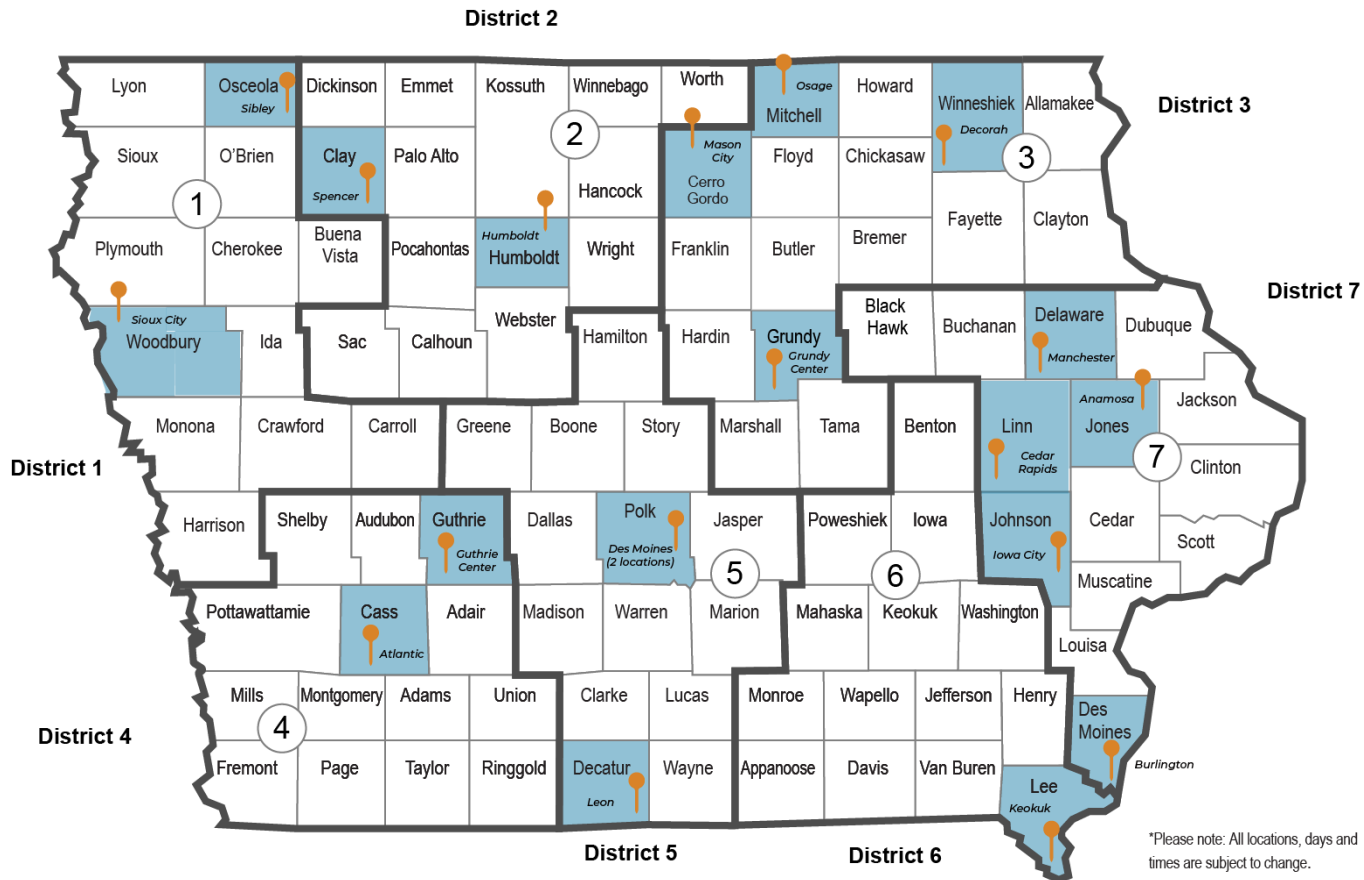 District 2
Lyon
Osceola
Sibley
Dickinson
Emmet
Kossuth
Winnebago
Worth
Osage
Mitchell
Howard
Winneshiek
Decorah
Allamakee
District 3
Sioux
O'Brien
Clay
Spencer
Palo Alto
2
Hancock
Mason
City
Cerro
Gordo
Floyd
Chickasaw
3
1
Plymouth
Cherokee
Buena
Vista
Pocahontas
Humboldt
Humboldt
Wright
Franklin
Butler
Bremer
Fayette
Clayton
District 7
Sioux City
Woodbury
Ida
Sac
Calhoun
Webster
Hamilton
Hardin
Grundy
Grundy
Center
Black
Hawk
Buchanan
Delaware
Manchester
Dubuque
Monona
Crawford
Carroll
Greene
Boone
Story
Marshall
Tama
Benton
Linn
Cedar
Rapids
Anamosa
Jones
Jackson
7
Clinton
District 1
Harrison
Shelby
Audubon
Guthrie
Guthrie
Center
Dallas
Polk
Des Moines
(2 locations)
Jasper
5
Poweshiek
Iowa
6
Johnson
Iowa City
Cedar
Scott
Muscatine
Pottawattamie
Cass
Atlantic
Adair
Madison
Warren
Marion
Mahaska
Keokuk
Washington
Louisa
District 4
Mills
4
Montgomery
Adams
Union
Clarke
Lucas
Monroe
Wapello
Jefferson
Henry
Des
Moines
Burlington
Fremont
Page
Taylor
Ringgold
Decatur
Leon
Wayne
Appanoose
Davis
Van Buren
Lee
Keokuk
District 5
District 6
*Please note: All locations, days and
times are subject to change.